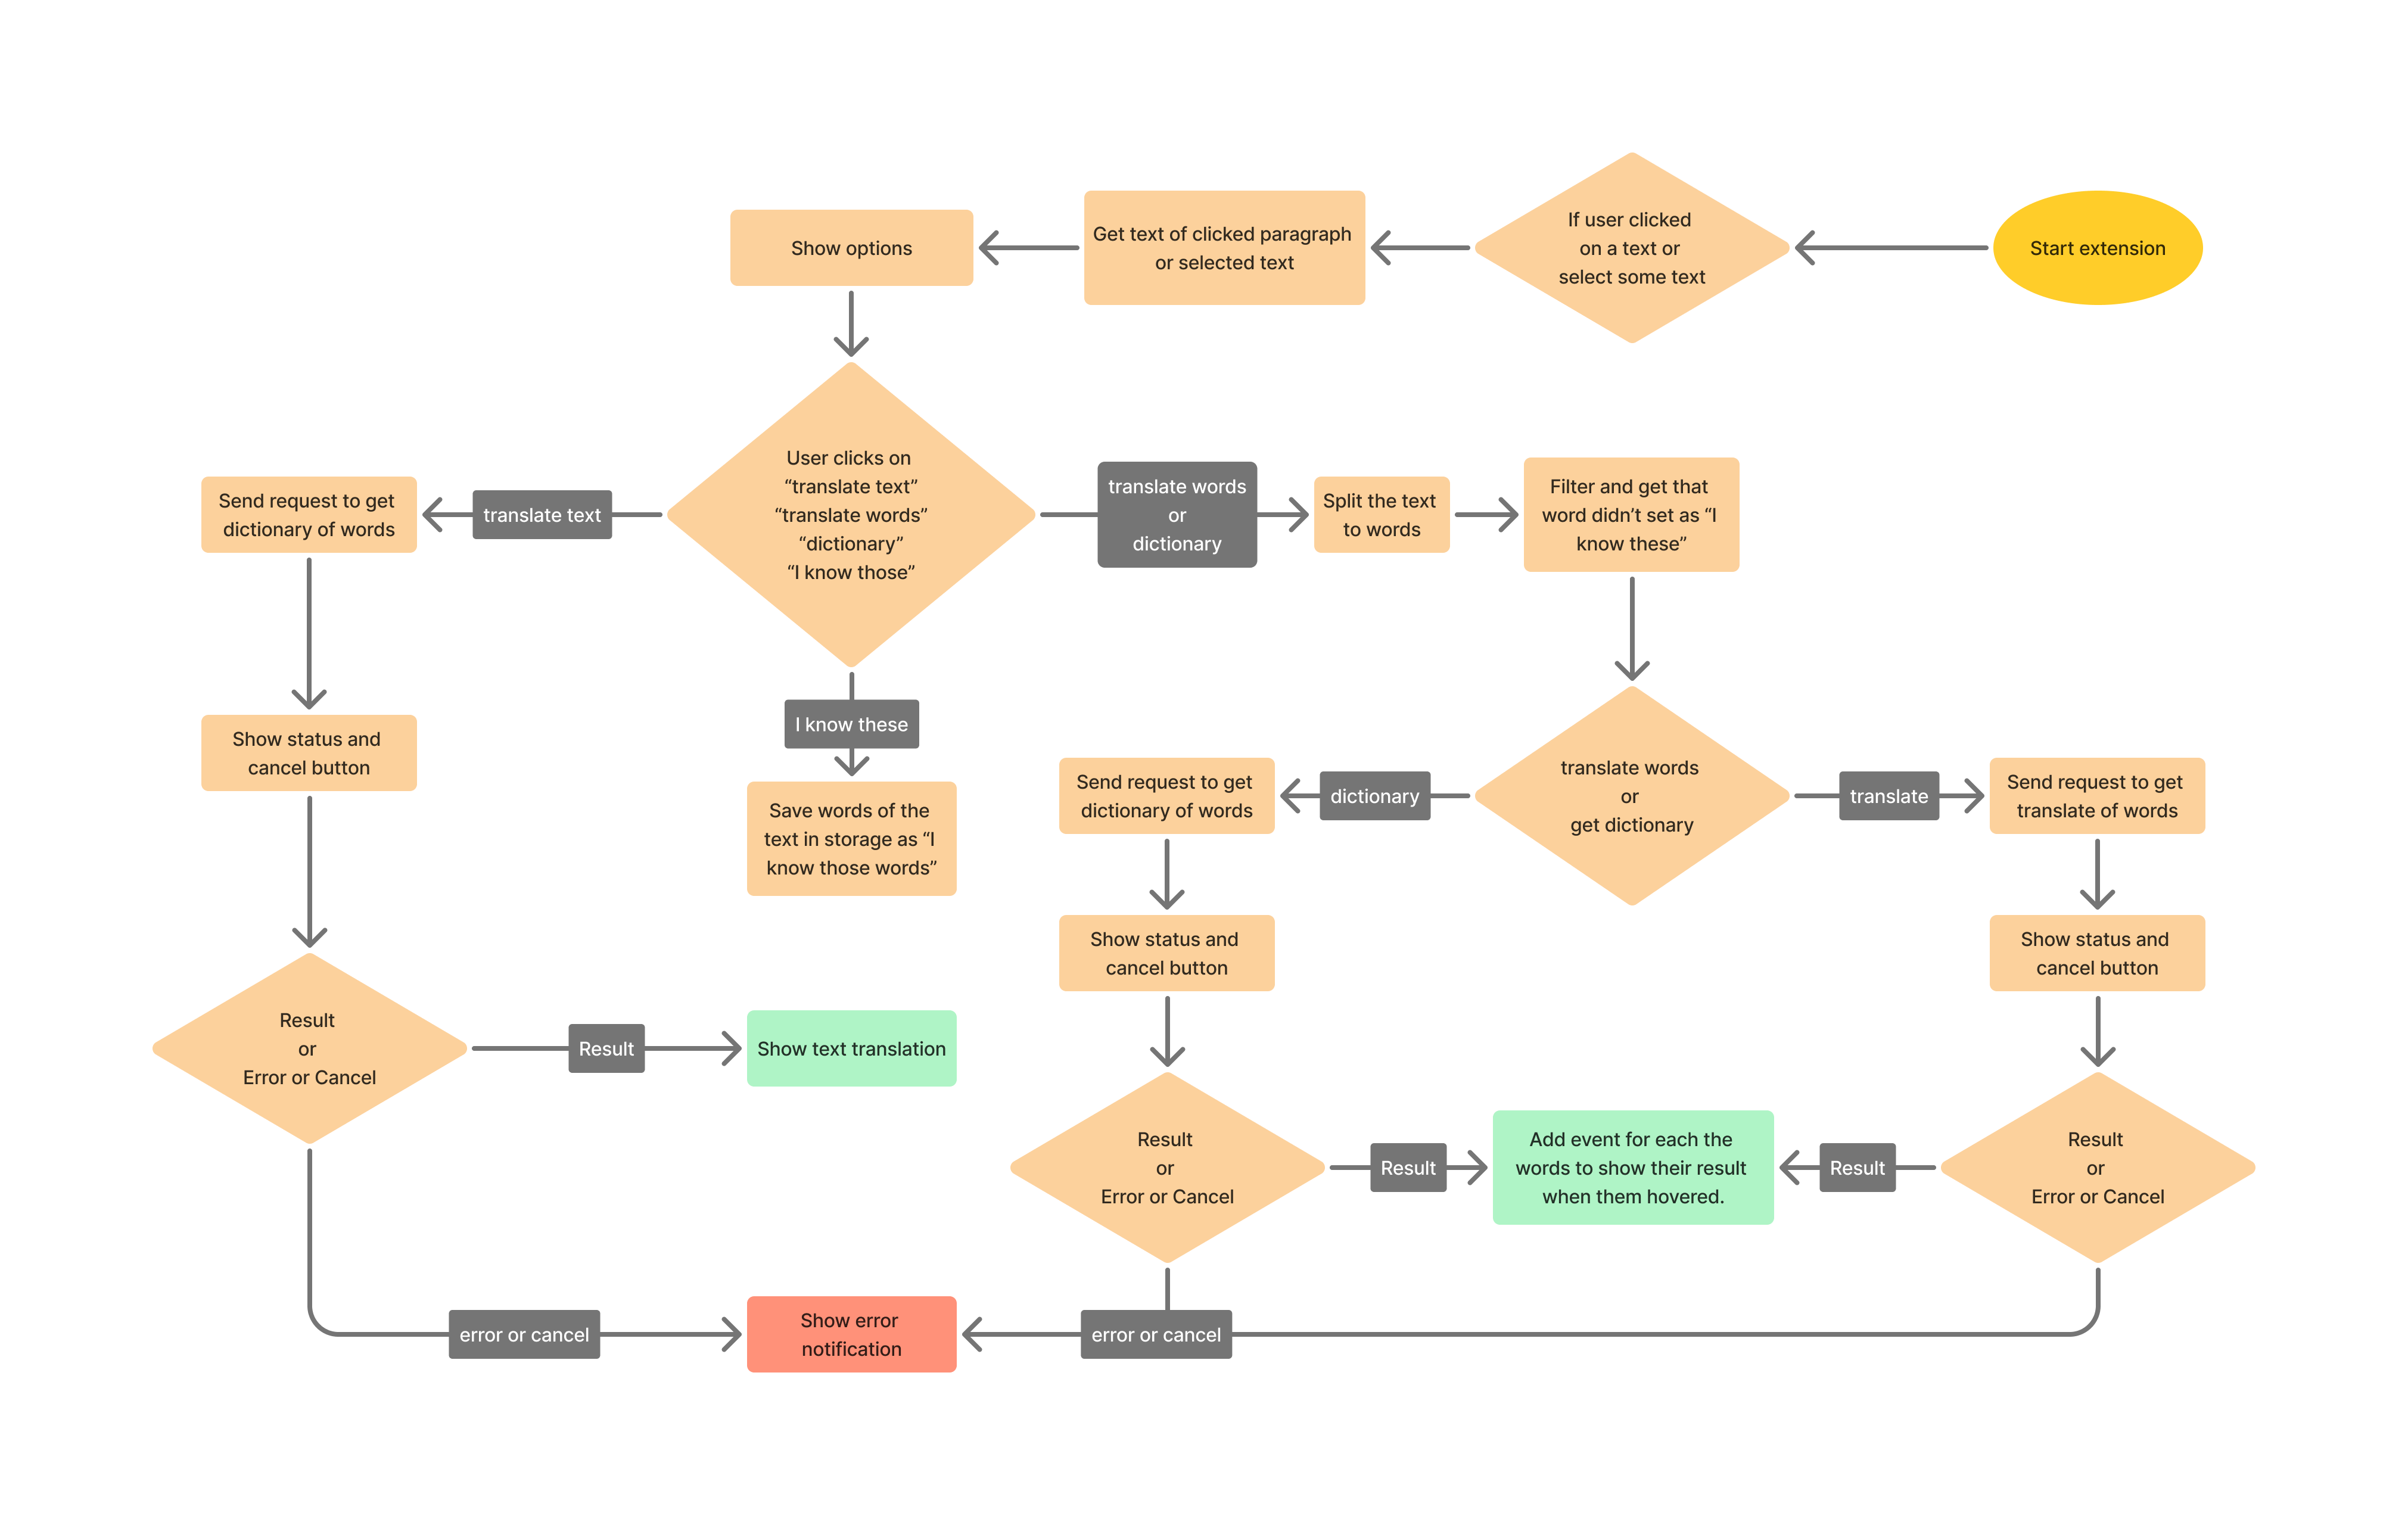 Show options
Get text of clicked paragraph
or selected text
If user clicked
on a text or
select some text
Start extension
User clicks on
“translate text”
“translate words”
“dictionary”
“I know those”
translate text
Send request to get
dictionary of words
translate words
or
dictionary
Split the text
to words
Filter and get that
word didn’t set as “I
know these”
I know these
Save words of the
text in storage as “I
know those words”
Show status and
cancel button
Result
or
Error or Cancel
Result
Show text translation
error or cancel
Show error
notification
translate words
or
get dictionary
dictionary
Send request to get
dictionary of words
translate
Send request to get
translate of words
Show status and
cancel button
Show status and
cancel button
Result
or
Error or Cancel
Result
Add event for each the
words to show their result
when them hovered.
Result
Result
or
Error or Cancel
error or cancel